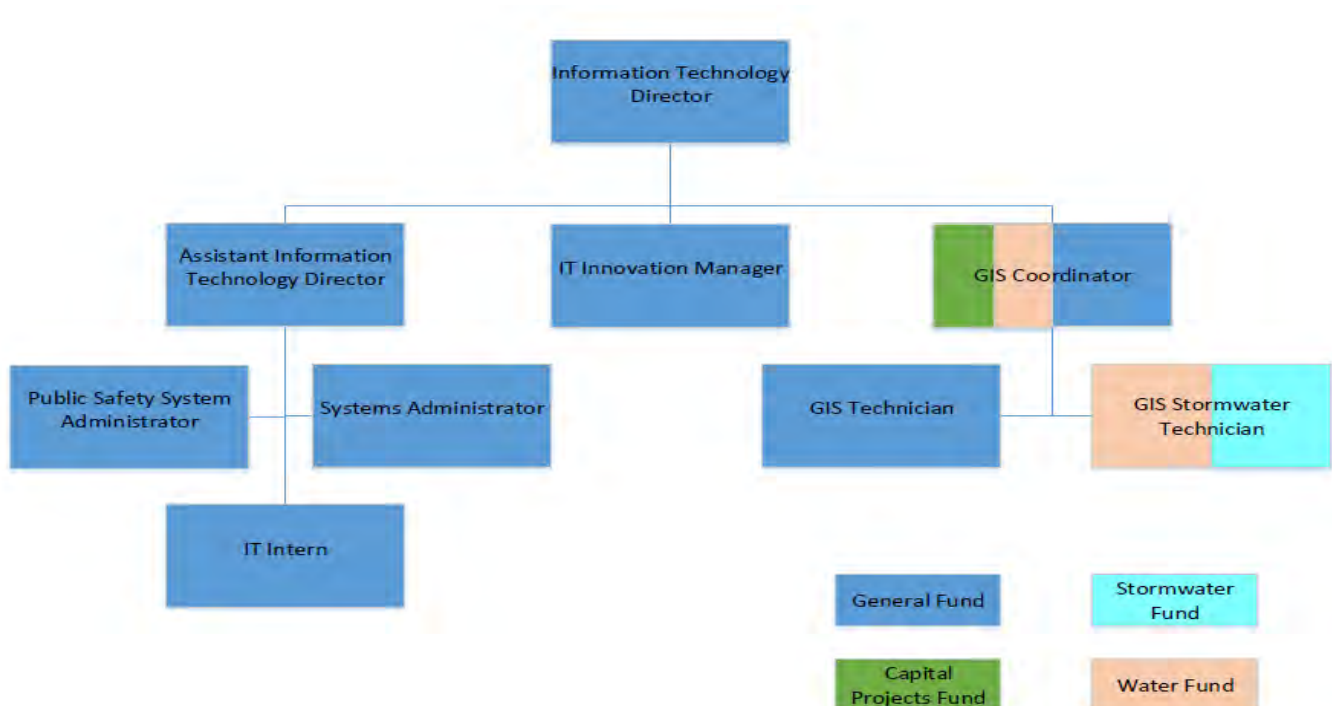 Information Technology
Director
Assistant Information
Technology Director
IT Innovation Manager
GIS Coordinator
Public Safety System
Administrator
Systems Administrator
GIS Technician
GIS Stormwater
Technician
IT Intern
General Fund
Stormwater
Fund
Capital
Projects Fund
Water Fund